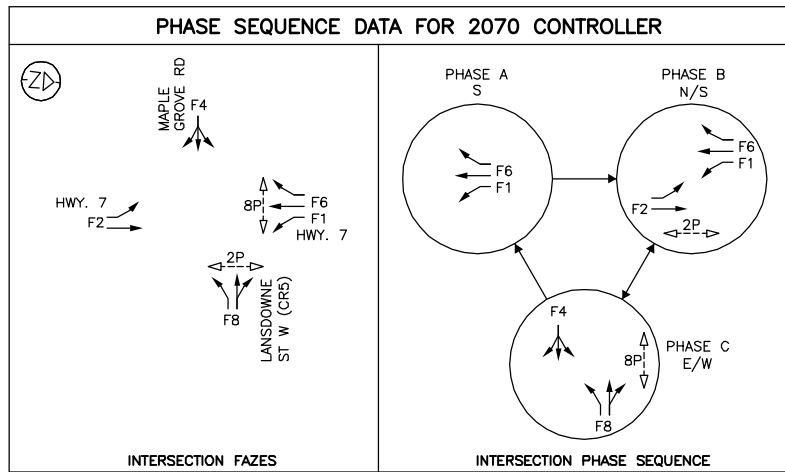 PHASE SEQUENCE DATA FOR 2070 CONTROLLER
N
MAPLE
GROVE RD
F4
HWY. 7
F2
8P
F6
F1
HWY. 7
2P
F8
LANSDOWNE
ST W (CR5)
INTERSECTION FAZES
PHASE A
S
F6
F1
PHASE B
N/S
F6
F1
F2
2P
F4
8P
F8
PHASE C
E/W
INTERSECTION PHASE SEQUENCE